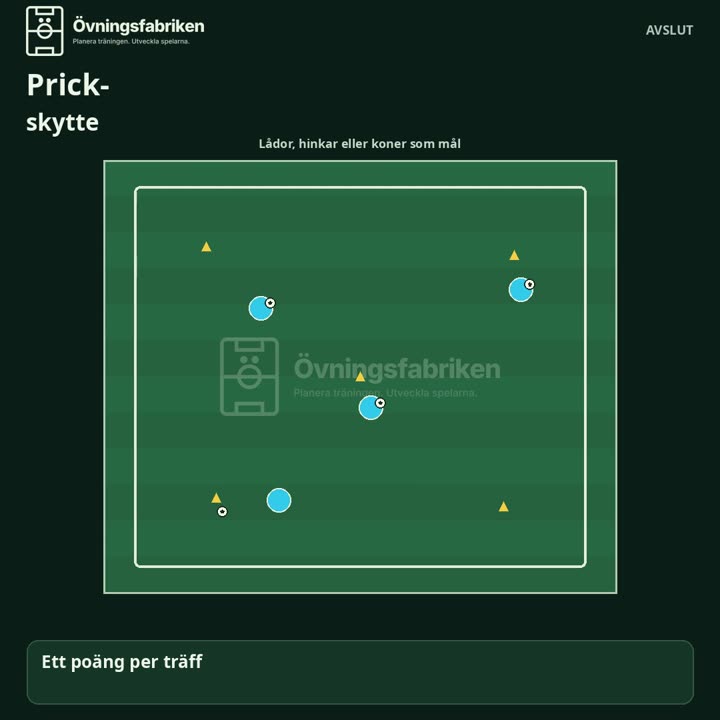 Övningsfabriken
Planera träningen. Utveckla spelarna.
AVSLUT
Prick-
skytte
Lådor, hinkar eller koner som mål
Övningsfabriken
Planera träningen. Utveckla spelarna.
Ett poäng per träff